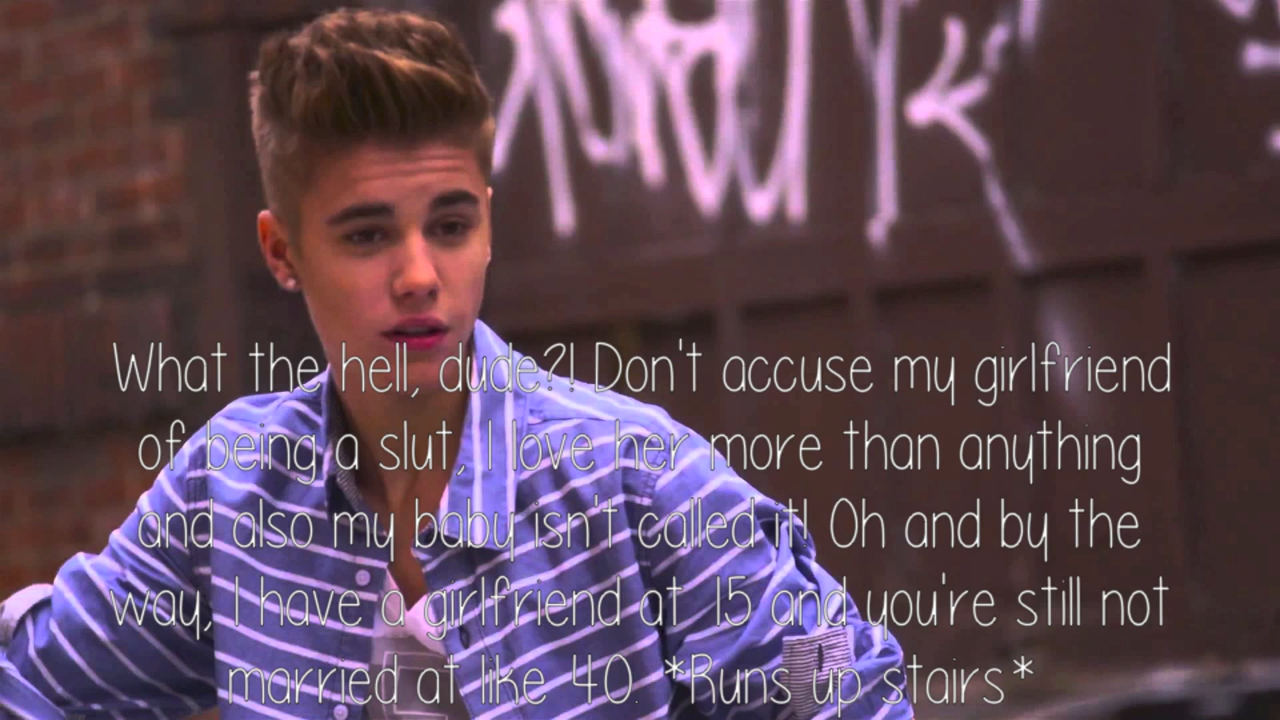 What the hell, dude?! Don't accuse my girlfriend
of being a slut, I love her more than anything
and also my baby isn't called it! Oh and by the
way, I have a girlfriend at 15 and you're still not
married at like 40. *Runs up stairs*